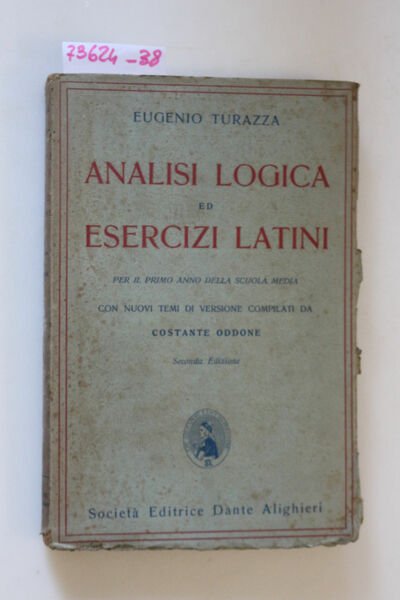 73624-38
EUGENIO TURAZZA
ANALISI LOGICA
ED
ESERCIZI LATINI
PER IL PRIMO ANNO DELLA SCUOLA MEDIA
CON NUOVI TEMI DI VERSIONE COMPILATI DA
COSTANTE ODDONE
Seconda Edizione
Società Editrice Dante Alighieri